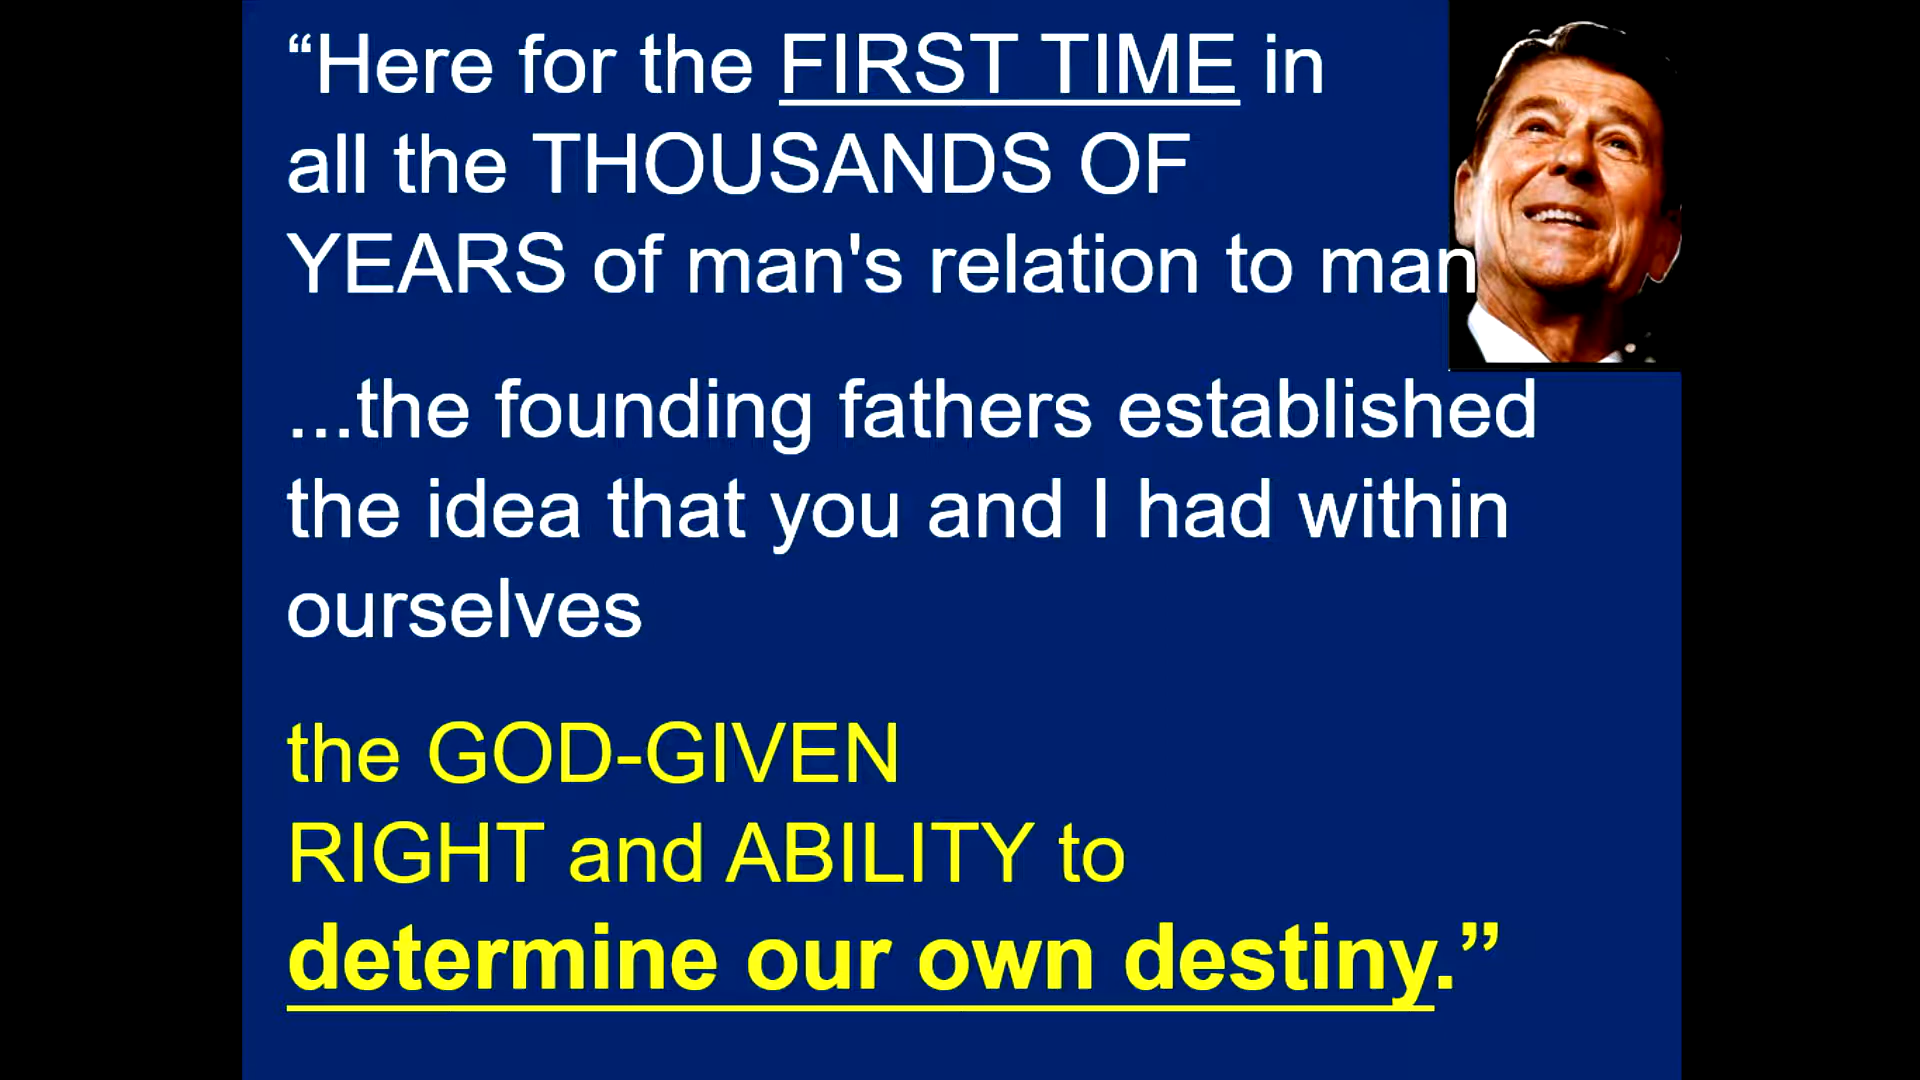 “Here for the FIRST TIME in
all the THOUSANDS OF
YEARS of man's relation to man
...the founding fathers established
the idea that you and I had within
ourselves
the GOD-GIVEN
RIGHT and ABILITY to
determine our own destiny.”